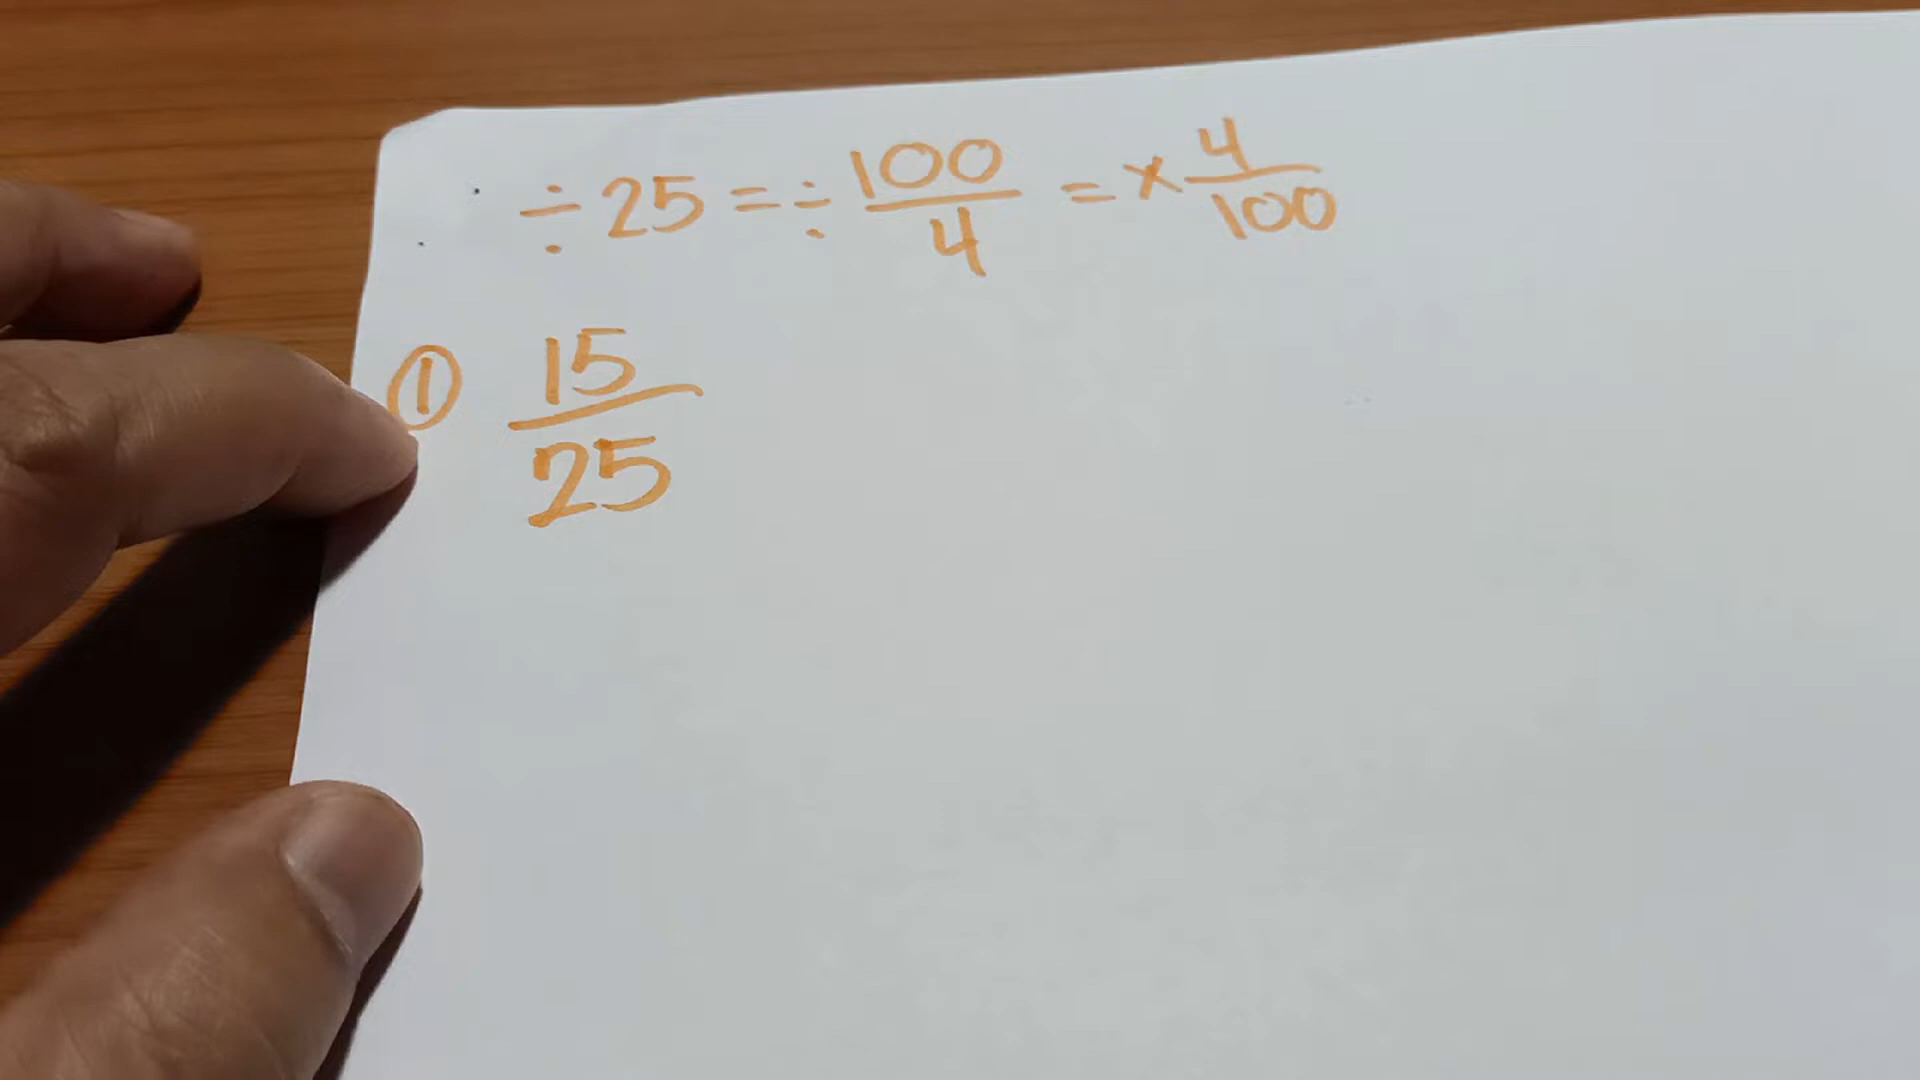 ÷ 25 = ÷ 100/4 = × 4/100
① 15/25